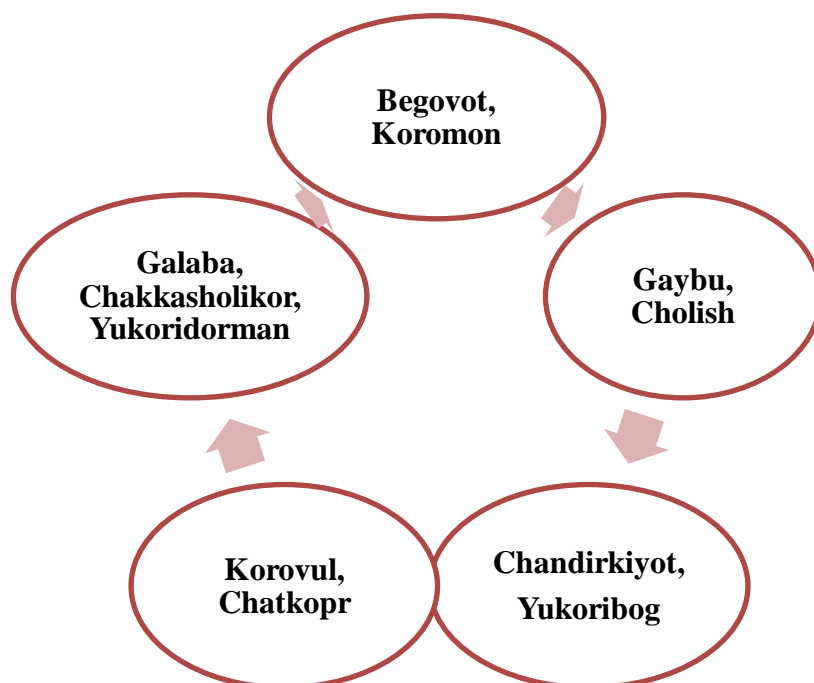 Begovot,
Koromon
Galaba,
Chakkasholikor,
Yukoridorman
Gaybu,
Cholish
Korovul,
Chatkopr
Chandirkiyot,
Yukoribog